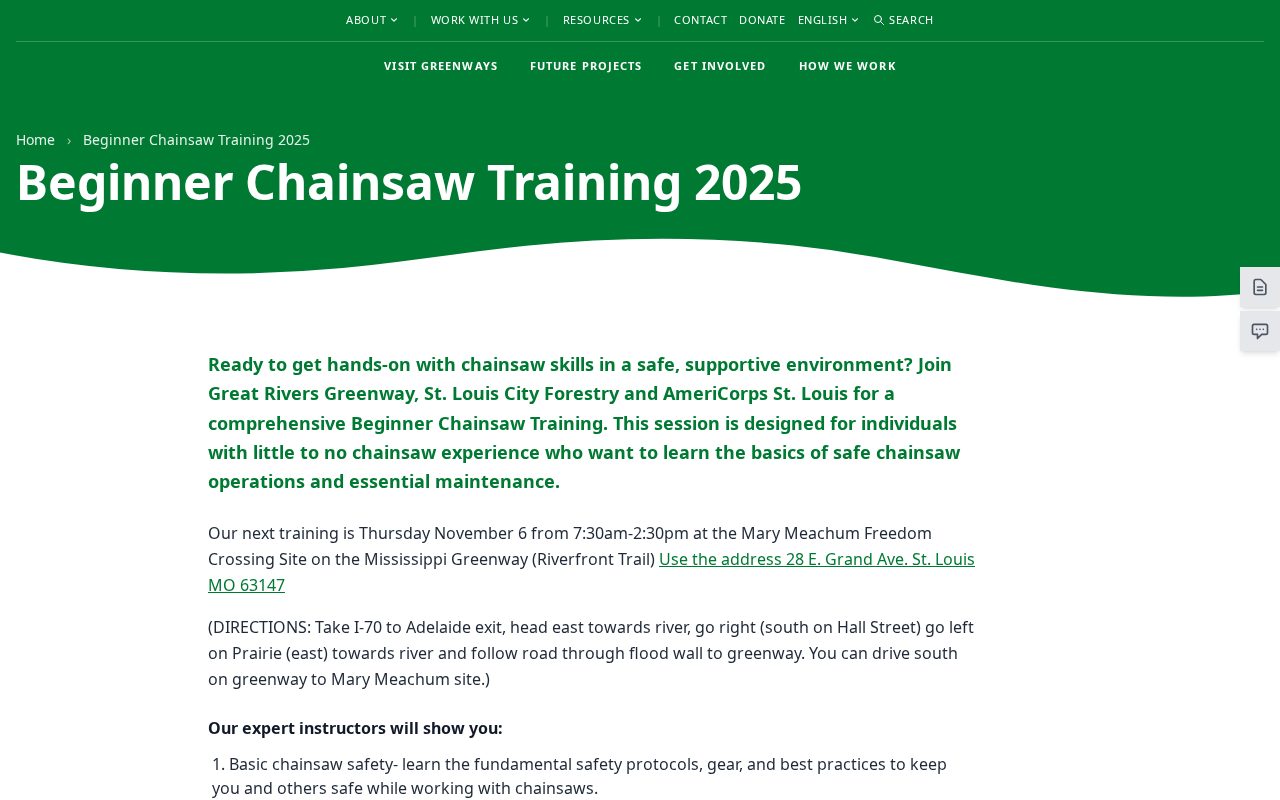 ABOUT | WORK WITH US | RESOURCES | CONTACT DONATE ENGLISH SEARCH
VISIT GREENWAYS FUTURE PROJECTS GET INVOLVED HOW WE WORK
Home › Beginner Chainsaw Training 2025
Beginner Chainsaw Training 2025
Ready to get hands-on with chainsaw skills in a safe, supportive environment? Join
Great Rivers Greenway, St. Louis City Forestry and AmeriCorps St. Louis for a
comprehensive Beginner Chainsaw Training. This session is designed for individuals
with little to no chainsaw experience who want to learn the basics of safe chainsaw
operations and essential maintenance.
Our next training is Thursday November 6 from 7:30am-2:30pm at the Mary Meachum Freedom
Crossing Site on the Mississippi Greenway (Riverfront Trail) Use the address 28 E. Grand Ave. St. Louis
MO 63147
(DIRECTIONS: Take I-70 to Adelaide exit, head east towards river, go right (south on Hall Street) go left
on Prairie (east) towards river and follow road through flood wall to greenway. You can drive south
on greenway to Mary Meachum site.)
Our expert instructors will show you:
1. Basic chainsaw safety- learn the fundamental safety protocols, gear, and best practices to keep
you and others safe while working with chainsaws.